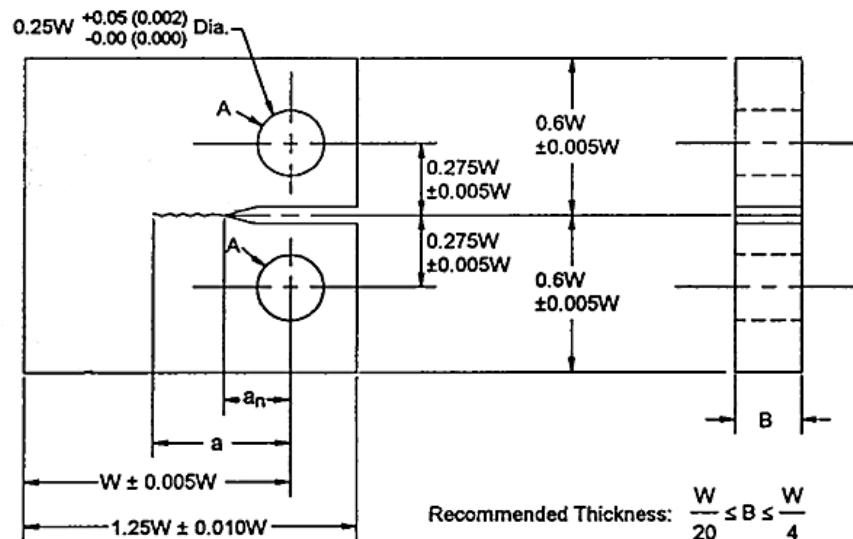 0.25W +0.05 (0.002) Dia.
-0.00 (0.000)
A
0.6W
±0.005W
0.275W
±0.005W
0.275W
±0.005W
A
0.6W
±0.005W
an
B
a
W ± 0.005W
Recommended Thickness: W/20 ≤ B ≤ W/4
1.25W ± 0.010W